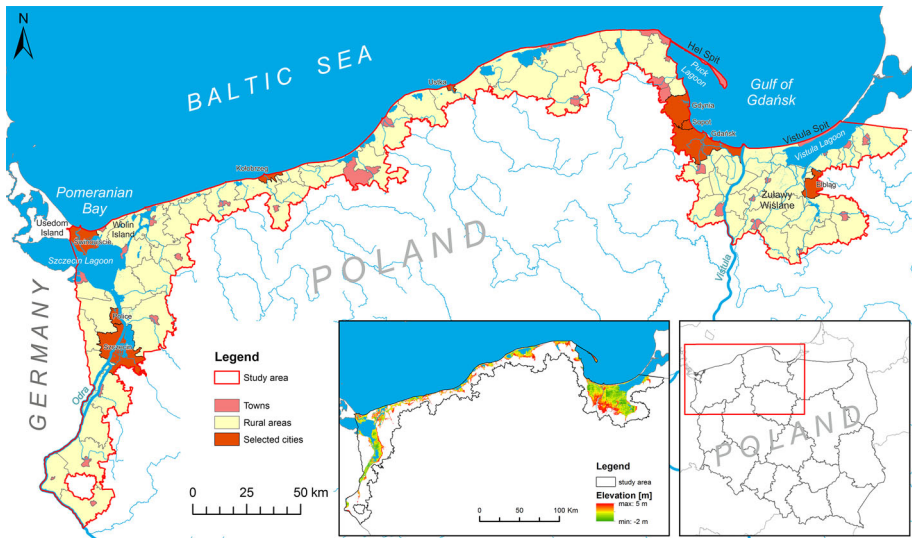 N
BALTIC SEA
Hel Spit
Puck
Lagoon
Gulf of
Gdańsk
Ustka
Gdynia
Sopot
Gdańsk
Vistula Spit
Vistula Lagoon
Kołobrzeg
Elbląg
Żuławy
Wiślane
Pomeranian
Bay
Usedom
Island
Wolin
Island
Świnoujście
Szczecin Lagoon
POLAND
Vistula
GERMANY
Police
Szczecin
Odra
Legend
Study area
Towns
Rural areas
Selected cities
0 25 50 km
Legend
study area
Elevation [m]
max: 5 m
min: -2 m
0 50 100 Km
POLAND